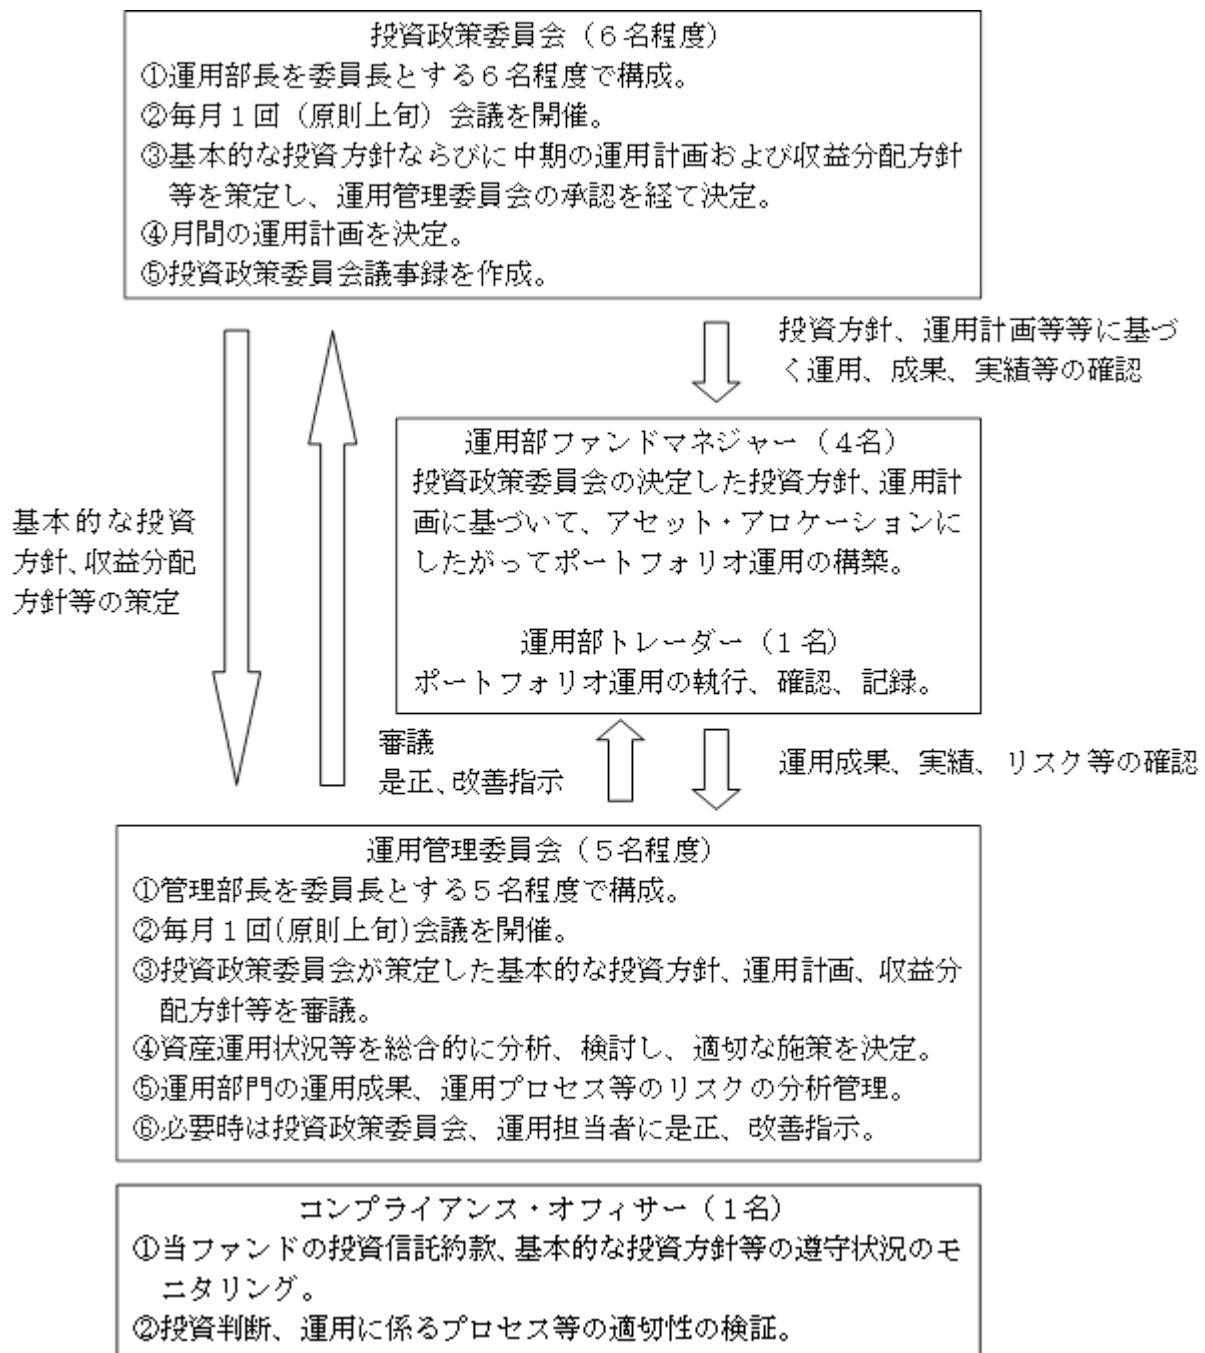 投資政策委員会（６名程度）
①運用部長を委員長とする６名程度で構成。
②毎月１回（原則上旬）会議を開催。
③基本的な投資方針ならびに中期の運用計画および収益分配方針
等を策定し、運用管理委員会の承認を経て決定。
④月間の運用計画を決定。
⑤投資政策委員会議事録を作成。
投資方針、運用計画等等に基づ
く運用、成果、実績等の確認
運用部ファンドマネジャー（４名）
投資政策委員会の決定した投資方針、運用計
画に基づいて、アセット・アロケーションに
したがってポートフォリオ運用の構築。
運用部トレーダー（１名）
ポートフォリオ運用の執行、確認、記録。
基本的な投資
方針、収益分配
方針等の策定
審議
是正、改善指示
運用成果、実績、リスク等の確認
運用管理委員会（５名程度）
①管理部長を委員長とする５名程度で構成。
②毎月１回(原則上旬)会議を開催。
③投資政策委員会が策定した基本的な投資方針、運用計画、収益分
配方針等を審議。
④資産運用状況等を総合的に分析、検討し、適切な施策を決定。
⑤運用部門の運用成果、運用プロセス等のリスクの分析管理。
⑥必要時は投資政策委員会、運用担当者に是正、改善指示。
コンプライアンス・オフィサー（１名）
①当ファンドの投資信託約款、基本的な投資方針等の遵守状況のモ
ニタリング。
②投資判断、運用に係るプロセス等の適切性の検証。